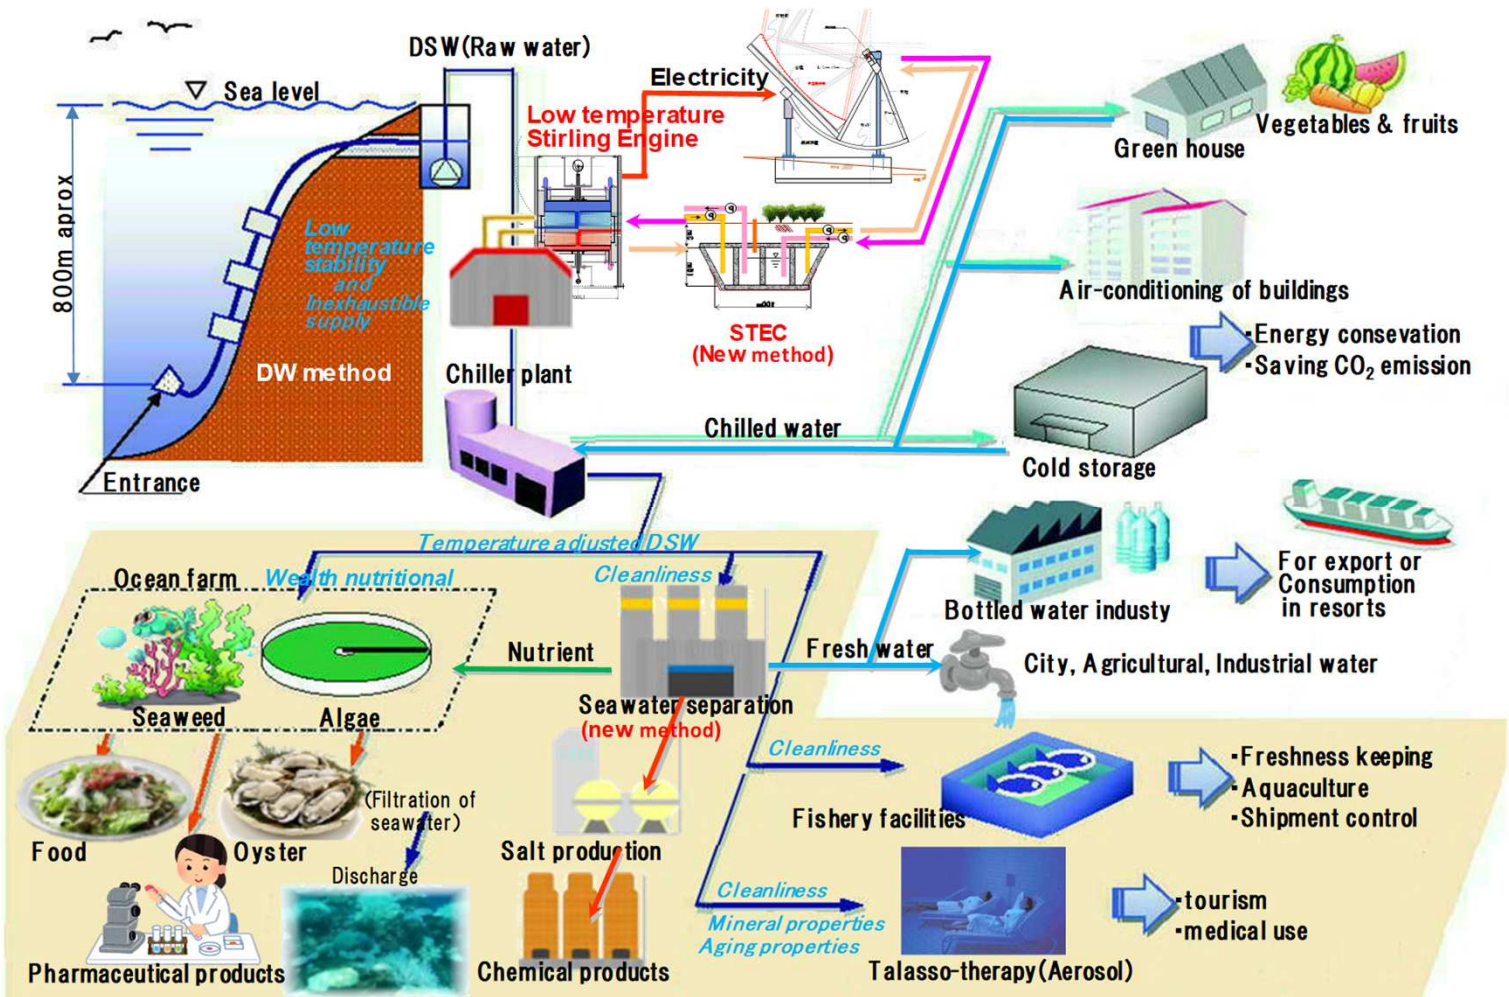 DSW(Raw water)
Sea level
Electricity
Low temperature
Stirling Engine
Vegetables & fruits
Green house
800m aprox
Low
temperature
stability
and
Inexhaustible
supply
DW method
Entrance
STEC
(New method)
100m
Air-conditioning of buildings
▪Energy consevation
▪Saving CO₂ emission
Chiller plant
Chilled water
Cold storage
Temperature adjusted DSW
Ocean farm
Wealth nutritional
Cleanliness
Bottled water industy
For export or
Consumption
in resorts
Nutrient
Fresh water
City, Agricultural, Industrial water
Seaweed
Algae
Seawater separation
(new method)
Cleanliness
▪Freshness keeping
▪Aquaculture
▪Shipment control
Fishery facilities
(Filtration of
seawater)
Food
Oyster
Salt production
Discharge
Cleanliness
Mineral properties
Aging properties
▪tourism
▪medical use
Pharmaceutical products
Chemical products
Talasso-therapy(Aerosol)